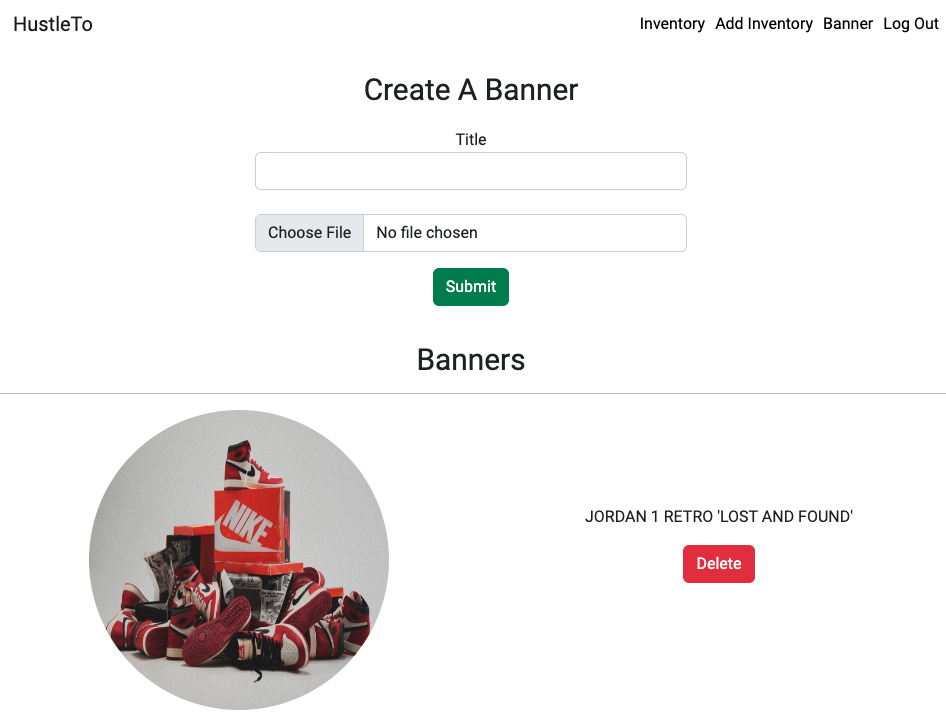 HustleTo
Inventory Add Inventory Banner Log Out
Create A Banner
Title
Choose File No file chosen
Submit
Banners
NIKE
JORDAN 1 RETRO 'LOST AND FOUND'
Delete